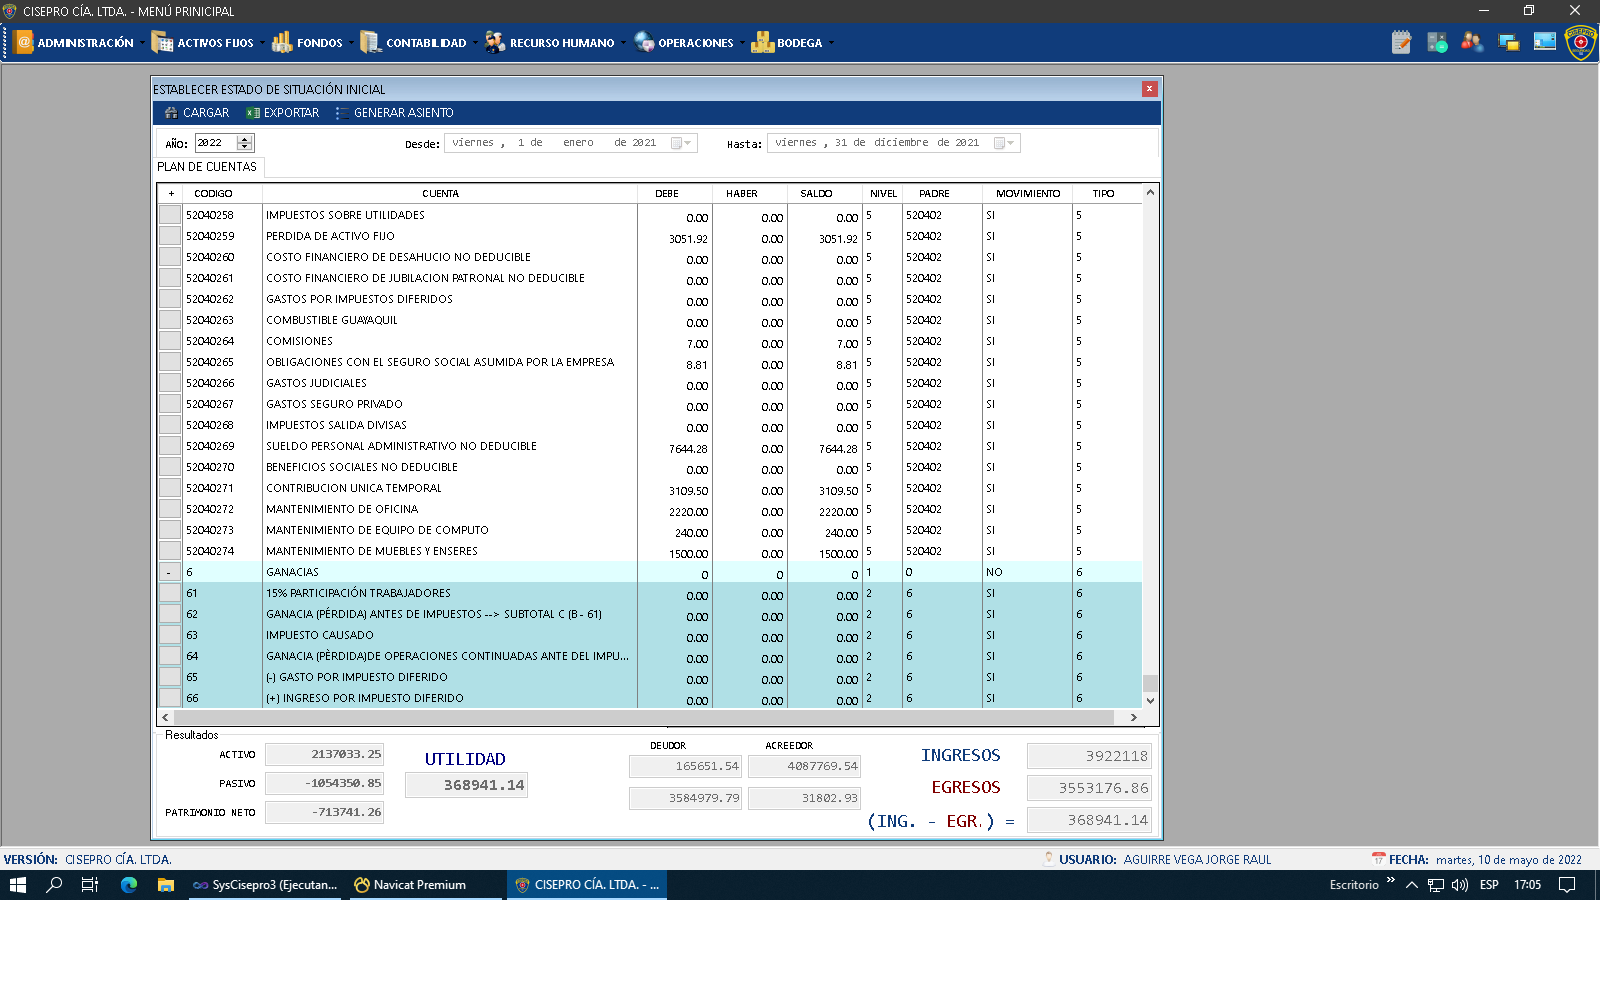 CISEPRO CÍA. LTDA. - MENÚ PRINICIPAL
ADMINISTRACIÓN ACTIVOS FIJOS FONDOS CONTABILIDAD RECURSO HUMANO OPERACIONES BODEGA
ESTABLECER ESTADO DE SITUACIÓN INICIAL
CARGAR EXPORTAR GENERAR ASIENTO
AÑO: 2022 Desde: viernes , 1 de enero de 2021 Hasta: viernes , 31 de diciembre de 2021
PLAN DE CUENTAS
+ CODIGO CUENTA DEBE HABER SALDO NIVEL PADRE MOVIMIENTO TIPO
52040258 IMPUESTOS SOBRE UTILIDADES 0.00 0.00 0.00 5 520402 SI 5
52040259 PERDIDA DE ACTIVO FIJO 3051.92 0.00 3051.92 5 520402 SI 5
52040260 COSTO FINANCIERO DE DESAHUCIO NO DEDUCIBLE 0.00 0.00 0.00 5 520402 SI 5
52040261 COSTO FINANCIERO DE JUBILACION PATRONAL NO DEDUCIBLE 0.00 0.00 0.00 5 520402 SI 5
52040262 GASTOS POR IMPUESTOS DIFERIDOS 0.00 0.00 0.00 5 520402 SI 5
52040263 COMBUSTIBLE GUAYAQUIL 0.00 0.00 0.00 5 520402 SI 5
52040264 COMISIONES 7.00 0.00 7.00 5 520402 SI 5
52040265 OBLIGACIONES CON EL SEGURO SOCIAL ASUMIDA POR LA EMPRESA 8.81 0.00 8.81 5 520402 SI 5
52040266 GASTOS JUDICIALES 0.00 0.00 0.00 5 520402 SI 5
52040267 GASTOS SEGURO PRIVADO 0.00 0.00 0.00 5 520402 SI 5
52040268 IMPUESTOS SALIDA DIVISAS 0.00 0.00 0.00 5 520402 SI 5
52040269 SUELDO PERSONAL ADMINISTRATIVO NO DEDUCIBLE 7644.28 0.00 7644.28 5 520402 SI 5
52040270 BENEFICIOS SOCIALES NO DEDUCIBLE 0.00 0.00 0.00 5 520402 SI 5
52040271 CONTRIBUCION UNICA TEMPORAL 3109.50 0.00 3109.50 5 520402 SI 5
52040272 MANTENIMIENTO DE OFICINA 2220.00 0.00 2220.00 5 520402 SI 5
52040273 MANTENIMIENTO DE EQUIPO DE COMPUTO 240.00 0.00 240.00 5 520402 SI 5
52040274 MANTENIMIENTO DE MUEBLES Y ENSERES 1500.00 0.00 1500.00 5 520402 SI 5
- 6 GANACIAS 0 0 0 1 0 NO 6
61 15% PARTICIPACIÓN TRABAJADORES 0.00 0.00 0.00 2 6 SI 6
62 GANACIA (PÉRDIDA) ANTES DE IMPUESTOS --> SUBTOTAL C (B - 61) 0.00 0.00 0.00 2 6 SI 6
63 IMPUESTO CAUSADO 0.00 0.00 0.00 2 6 SI 6
64 GANACIA (PÈRDIDA)DE OPERACIONES CONTINUADAS ANTE DEL IMPU... 0.00 0.00 0.00 2 6 SI 6
65 (-) GASTO POR IMPUESTO DIFERIDO 0.00 0.00 0.00 2 6 SI 6
66 (+) INGRESO POR IMPUESTO DIFERIDO 0.00 0.00 0.00 2 6 SI 6
Resultados
ACTIVO 2137033.25
PASIVO -1054350.85
PATRIMONIO NETO -713741.26
UTILIDAD
368941.14
DEUDOR ACREEDOR
165651.54 4087769.54
3584979.79 31802.93
INGRESOS 3922118
EGRESOS 3553176.86
(ING. - EGR.) = 368941.14
VERSIÓN: CISEPRO CÍA. LTDA. USUARIO: AGUIRRE VEGA JORGE RAUL FECHA: martes, 10 de mayo de 2022
SysCisepro3 (Ejecutan... Navicat Premium CISEPRO CÍA. LTDA. - ... Escritorio » ESP 17:05